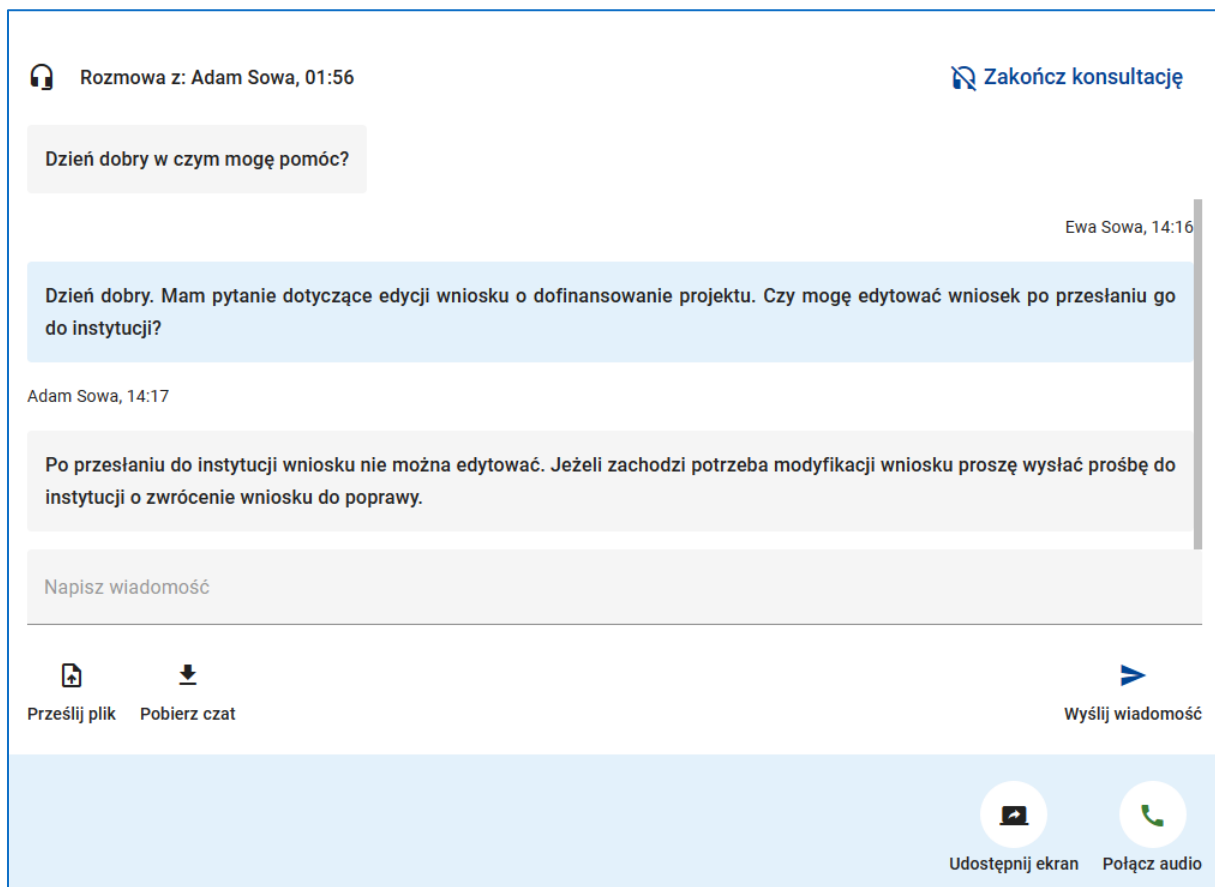 Rozmowa z: Adam Sowa, 01:56
Zakończ konsultację
Dzień dobry w czym mogę pomóc?
Ewa Sowa, 14:16
Dzień dobry. Mam pytanie dotyczące edycji wniosku o dofinansowanie projektu. Czy mogę edytować wniosek po przesłaniu go
do instytucji?
Adam Sowa, 14:17
Po przesłaniu do instytucji wniosku nie można edytować. Jeżeli zachodzi potrzeba modyfikacji wniosku proszę wysłać prośbę do
instytucji o zwrócenie wniosku do poprawy.
Napisz wiadomość
Prześlij plik
Pobierz czat
Wyślij wiadomość
Udostępnij ekran
Połącz audio